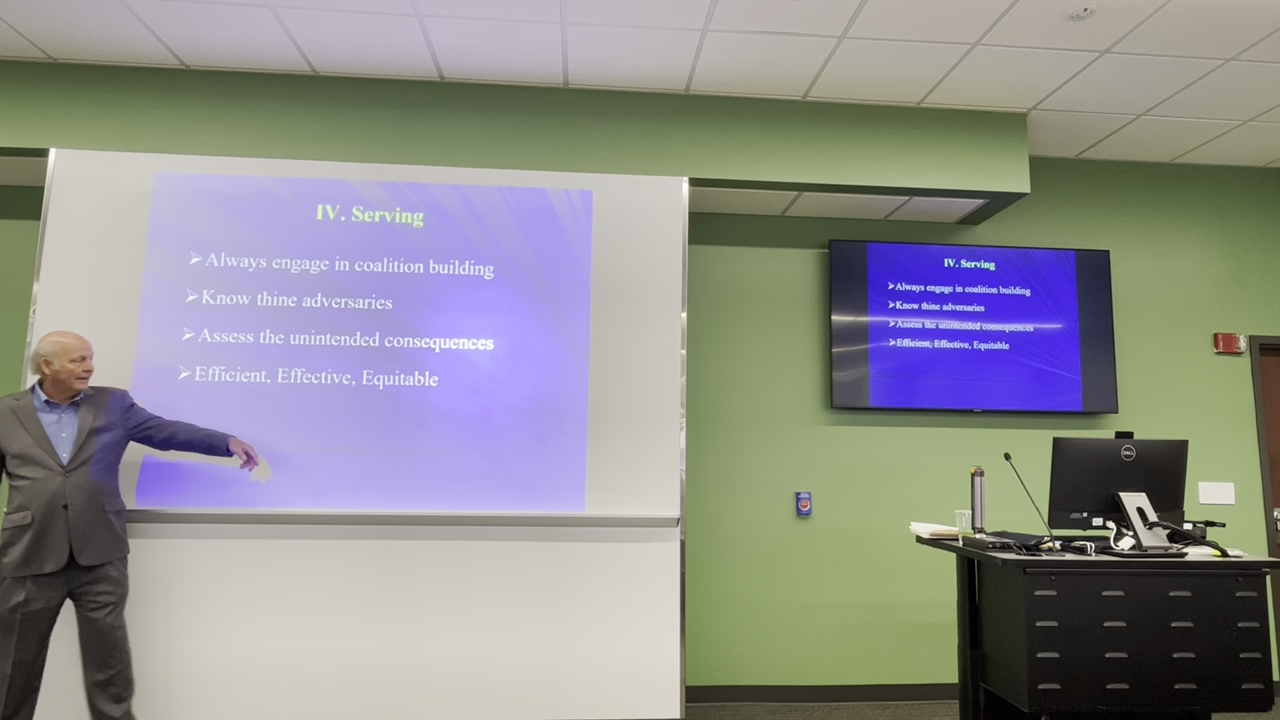 IV. Serving
➢Always engage in coalition building
➢Know thine adversaries
➢Assess the unintended consequences
➢Efficient, Effective, Equitable
IV. Serving
➢Always engage in coalition building
➢Know thine adversaries
➢Assess the unintended consequences
➢Efficient, Effective, Equitable
DELL